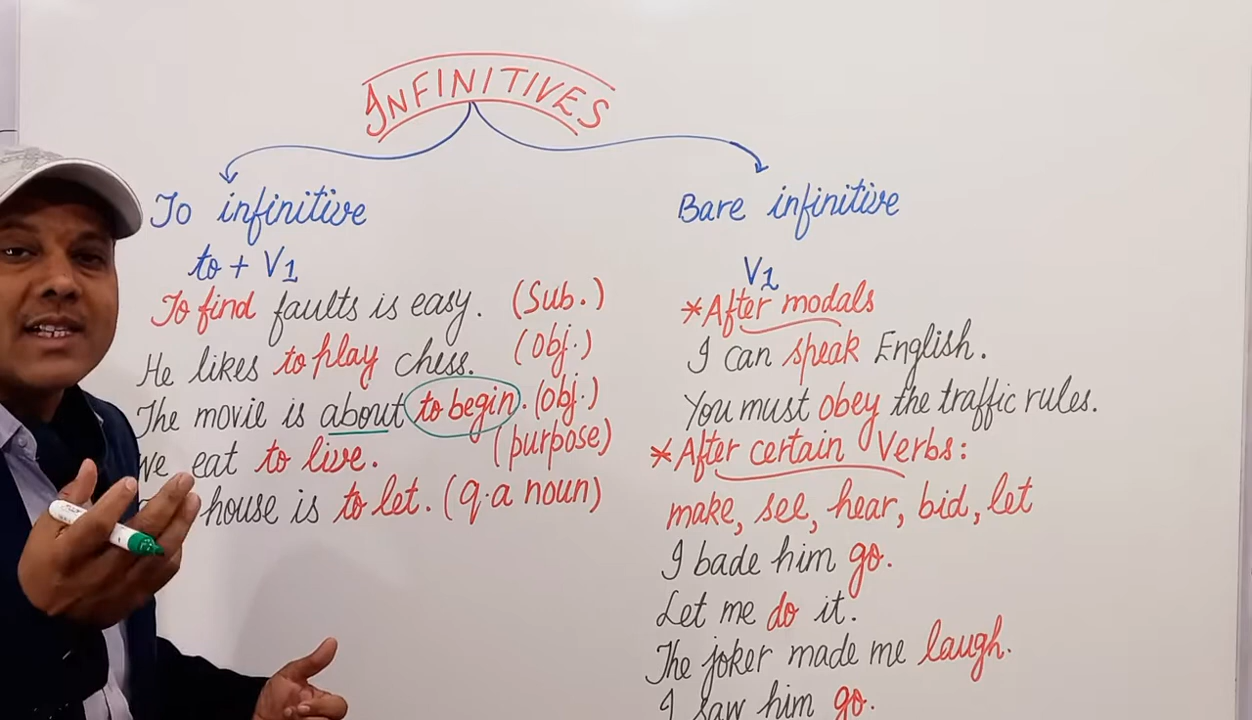 INFINITIVES
To infinitive
to + V1
To find faults is easy. (Sub.)
He likes to play chess. (obj.)
The movie is about to begin. (obj.)
We eat to live. (purpose)
house is to let. (q.a noun)
Bare infinitive
V1
*After modals
I can speak English.
You must obey the traffic rules.
*After certain Verbs:
make, see, hear, bid, let
I bade him go.
Let me do it.
The joker made me laugh.
I saw him go.